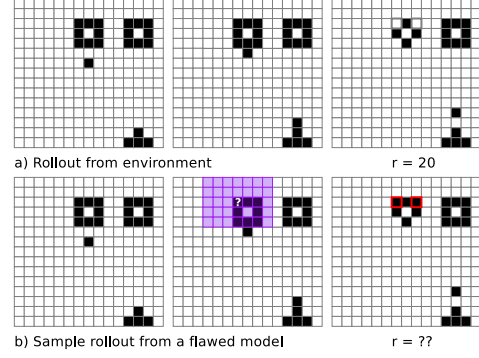 a) Rollout from environment
r = 20
?
b) Sample rollout from a flawed model
r = ??